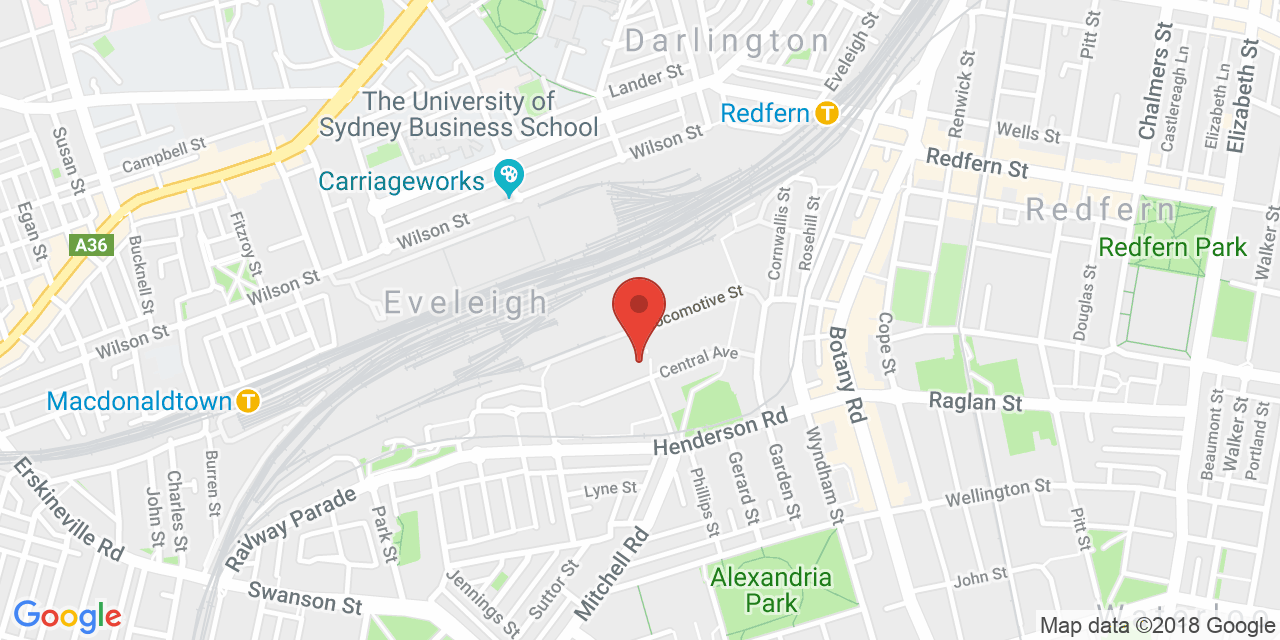 Darlington
Eveleigh St
Pitt St
Chalmers St
Castlereagh Ln
Elizabeth Ln
Elizabeth St
Lander St
Renwick St
The University of
Sydney Business School
Redfern
T
Wells St
Susan St
Campbell St
Wilson St
Redfern St
Carriageworks
Egan St
A36
Bucknell St
Fitzroy St
Wilson St
Cornwallis St
Rosehill St
Redfern
Redfern Park
Walker St
Wilson St
Eveleigh
ocomotive St
Douglas St
Wilson St
Botany Rd
Cope St
Central Ave
Macdonaldtown
T
Raglan St
Henderson Rd
Beaumont St
Walker St
Portland St
Erskineville Rd
John St
Charles St
Burren St
Railway Parade
Park St
Lyne St
Phillips St
Gerard St
Garden St
Wyndham St
Wellington St
Pitt St
Mitchell Rd
Alexandria
Park
John St
Jennings St
Suttor St
Swanson St
Google
Waterloo
Map data ©2018 Google